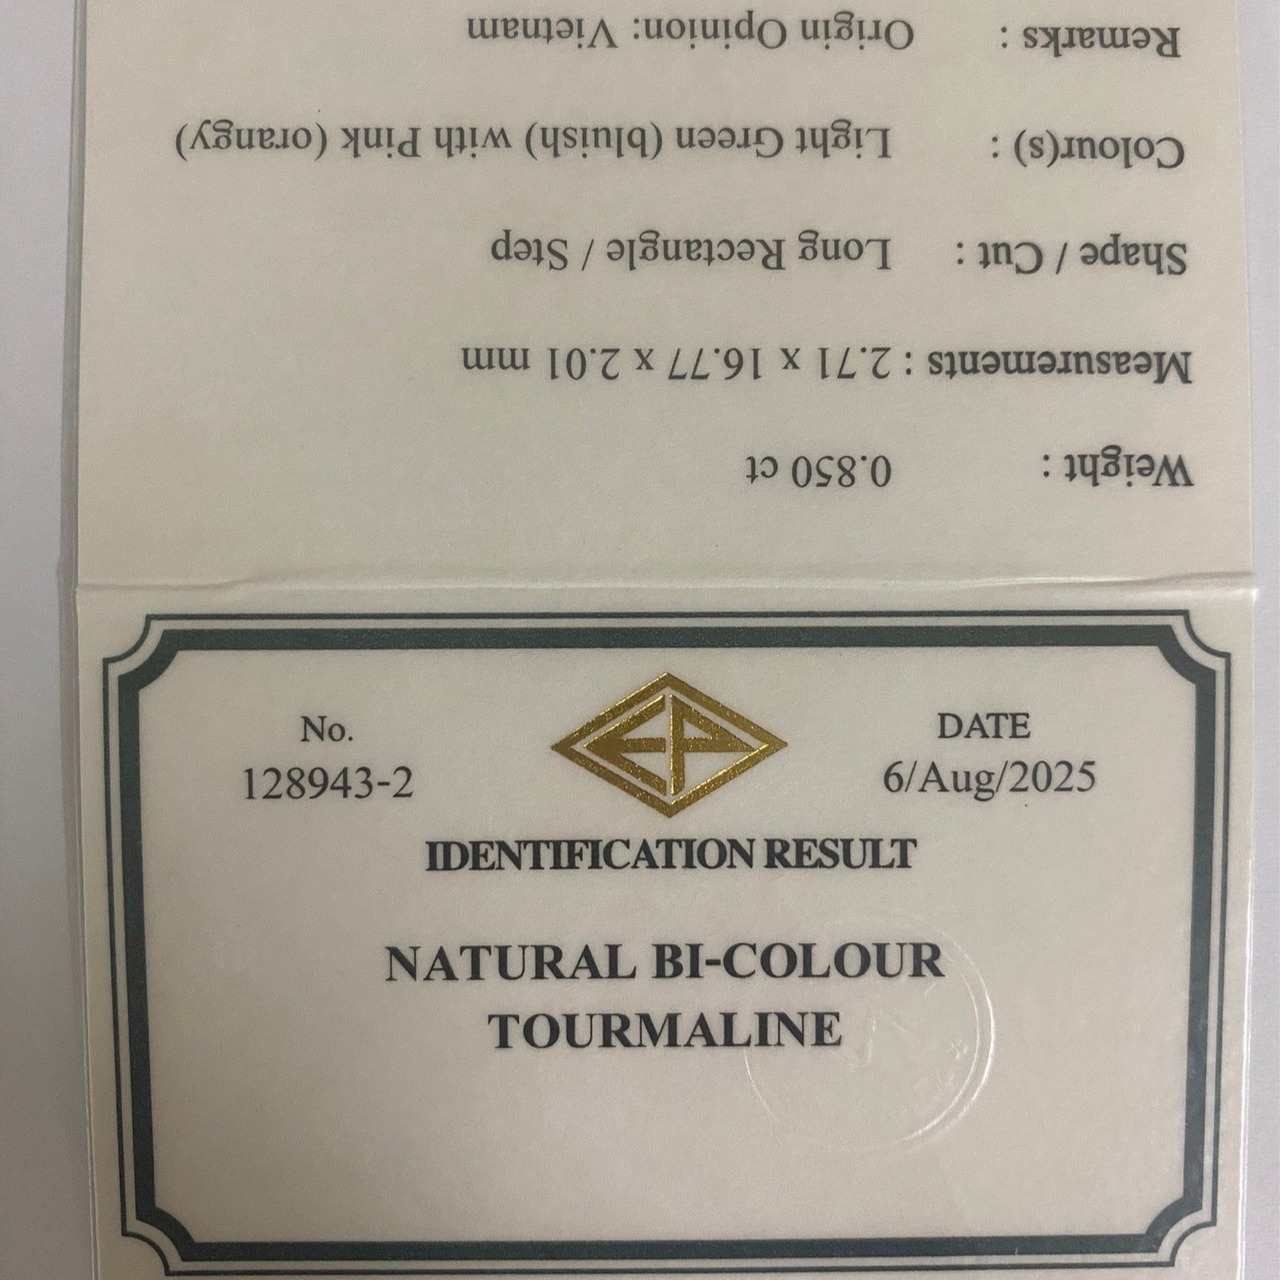 Weight : 0.850 ct
Measurements : 2.71 x 16.77 x 2.01 mm
Shape / Cut : Long Rectangle / Step
Colour(s) : Light Green (bluish) with Pink (orangy)
Remarks : Origin Opinion: Vietnam
No.
128943-2
EP
DATE
6/Aug/2025
IDENTIFICATION RESULT
NATURAL BI-COLOUR
TOURMALINE